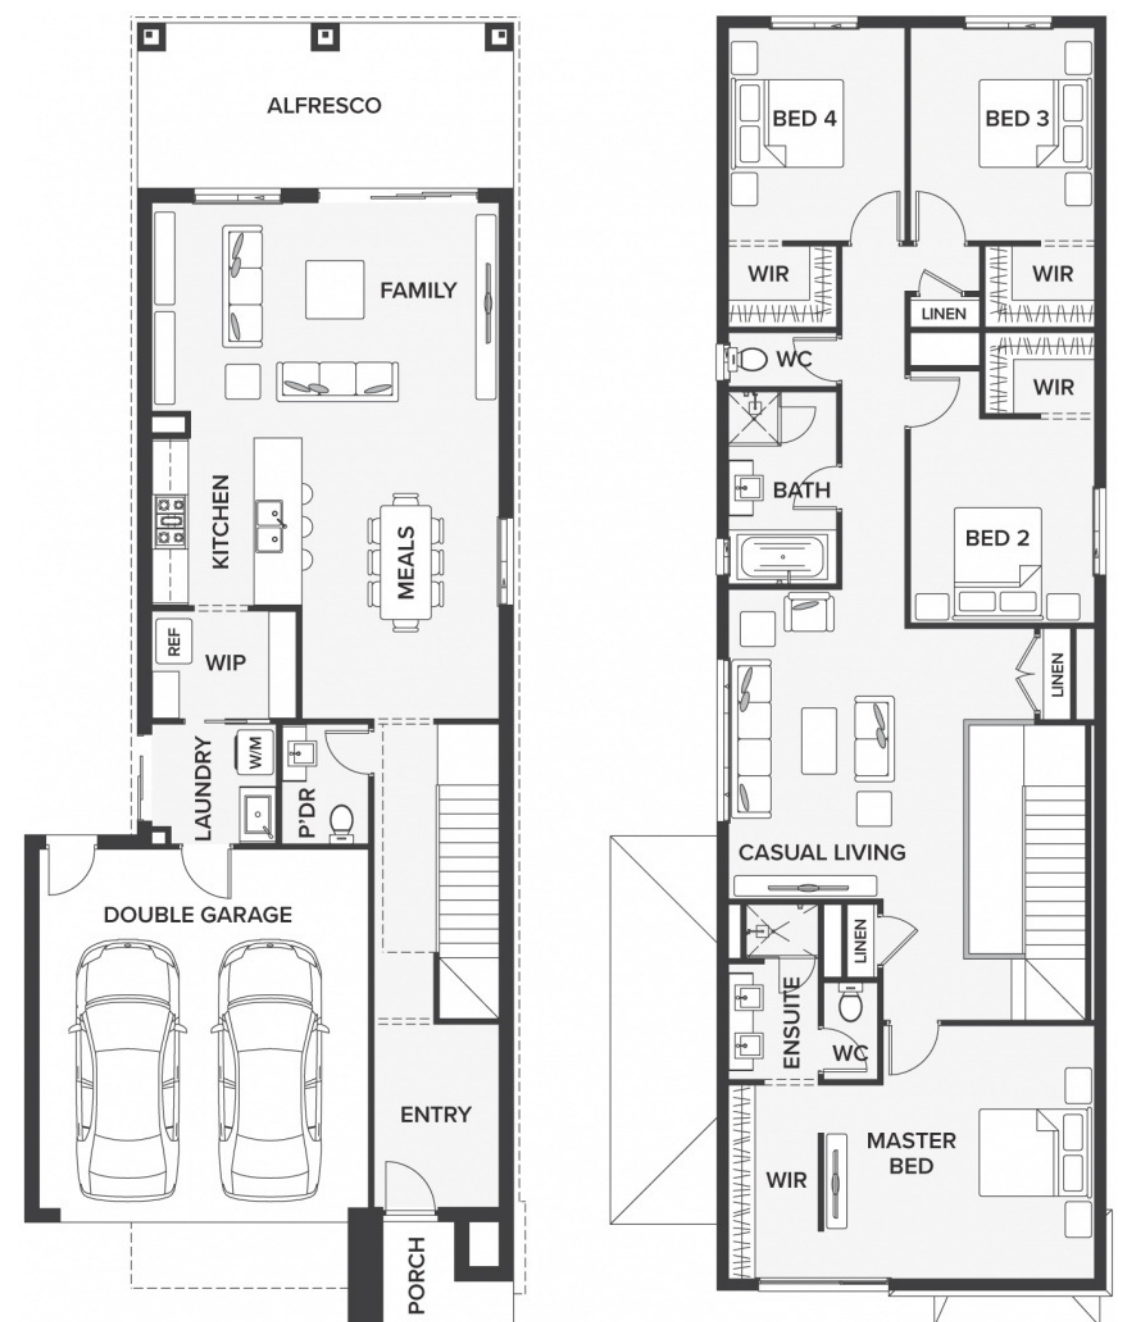 ALFRESCO
FAMILY
KITCHEN
MEALS
REF
WIP
LAUNDRY
W/M
P'DR
DOUBLE GARAGE
ENTRY
PORCH
BED 4
BED 3
WIR
WIR
LINEN
WC
WIR
BATH
BED 2
LINEN
CASUAL LIVING
LINEN
ENSUITE
WC
MASTER
BED
WIR